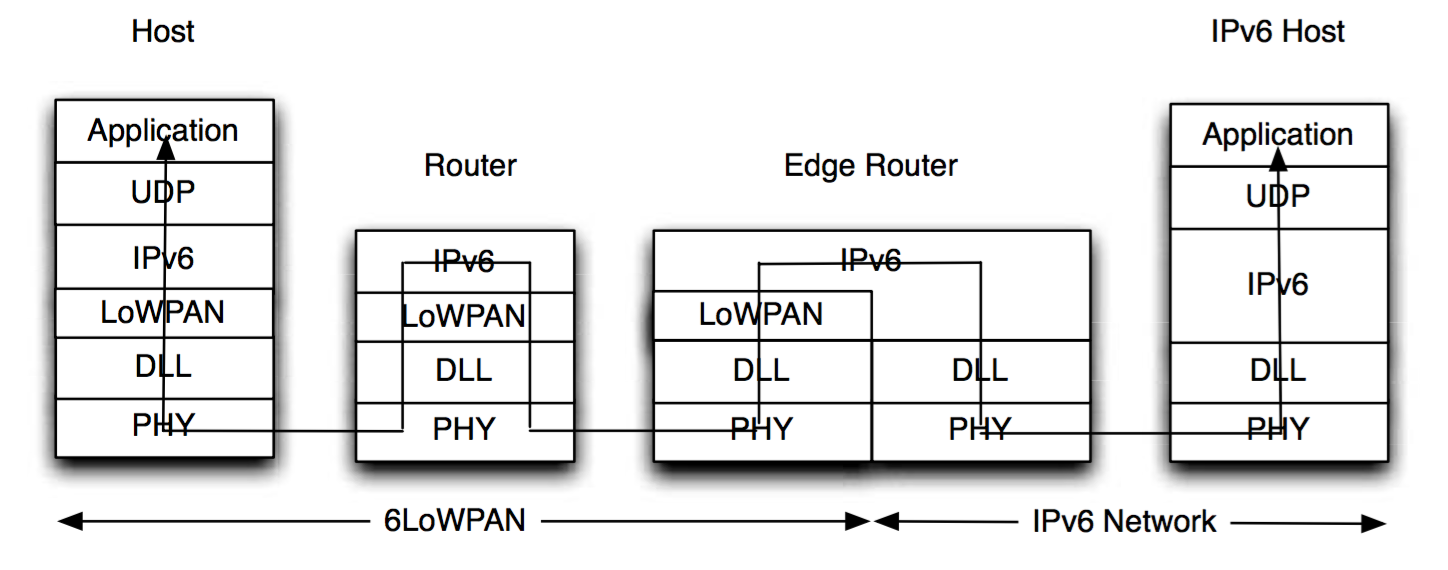 Host
IPv6 Host
Application
UDP
IPv6
LoWPAN
DLL
PHY
Router
IPv6
LoWPAN
DLL
PHY
Edge Router
IPv6
LoWPAN
DLL
DLL
PHY
PHY
Application
UDP
IPv6
DLL
PHY
6LoWPAN
IPv6 Network